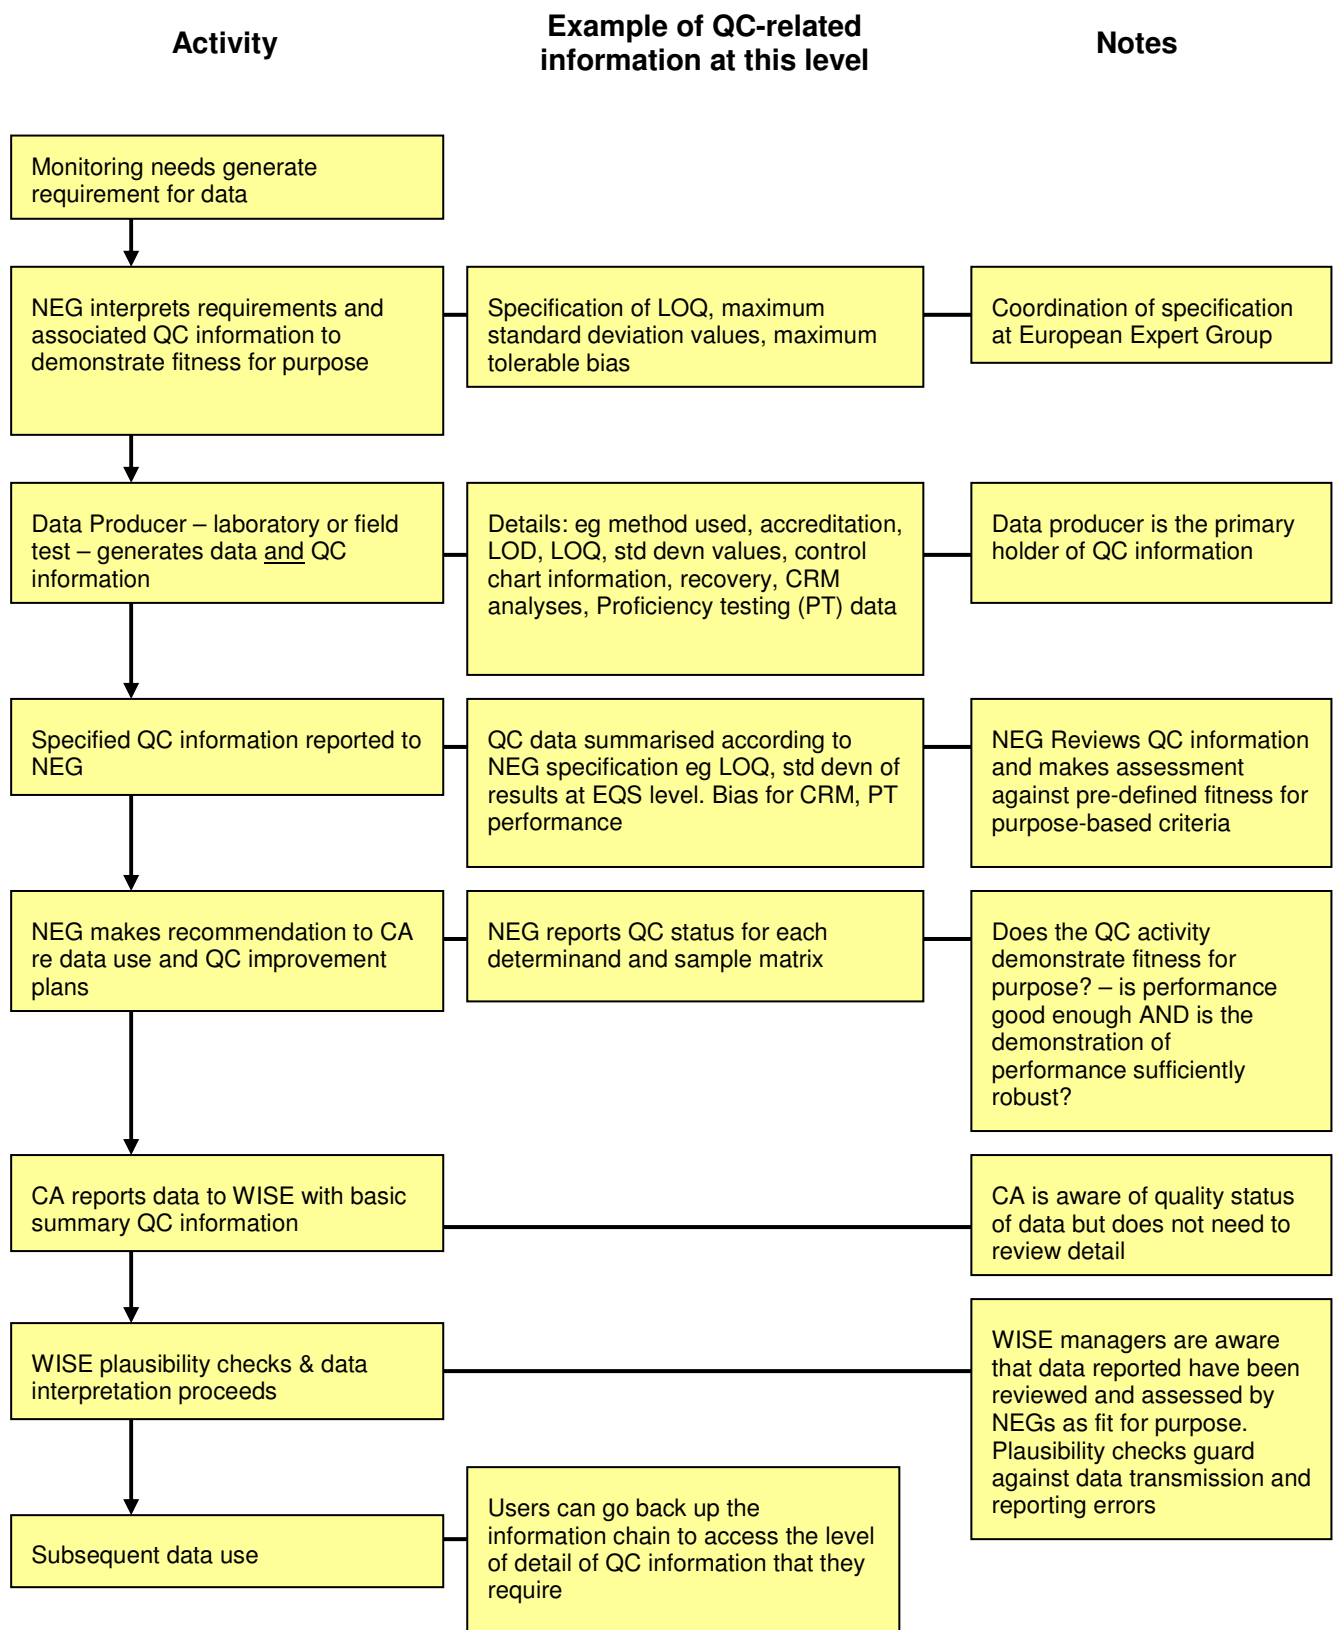 Activity
Example of QC-related
information at this level
Notes
Monitoring needs generate
requirement for data
NEG interprets requirements and
associated QC information to
demonstrate fitness for purpose
Specification of LOQ, maximum
standard deviation values, maximum
tolerable bias
Coordination of specification
at European Expert Group
Data Producer – laboratory or field
test – generates data and QC
information
Details: eg method used, accreditation,
LOD, LOQ, std devn values, control
chart information, recovery, CRM
analyses, Proficiency testing (PT) data
Data producer is the primary
holder of QC information
Specified QC information reported to
NEG
QC data summarised according to
NEG specification eg LOQ, std devn of
results at EQS level. Bias for CRM, PT
performance
NEG Reviews QC information
and makes assessment
against pre-defined fitness for
purpose-based criteria
NEG makes recommendation to CA
re data use and QC improvement
plans
NEG reports QC status for each
determinand and sample matrix
Does the QC activity
demonstrate fitness for
purpose? – is performance
good enough AND is the
demonstration of
performance sufficiently
robust?
CA reports data to WISE with basic
summary QC information
CA is aware of quality status
of data but does not need to
review detail
WISE plausibility checks & data
interpretation proceeds
WISE managers are aware
that data reported have been
reviewed and assessed by
NEGs as fit for purpose.
Plausibility checks guard
against data transmission and
reporting errors
Subsequent data use
Users can go back up the
information chain to access the level
of detail of QC information that they
require